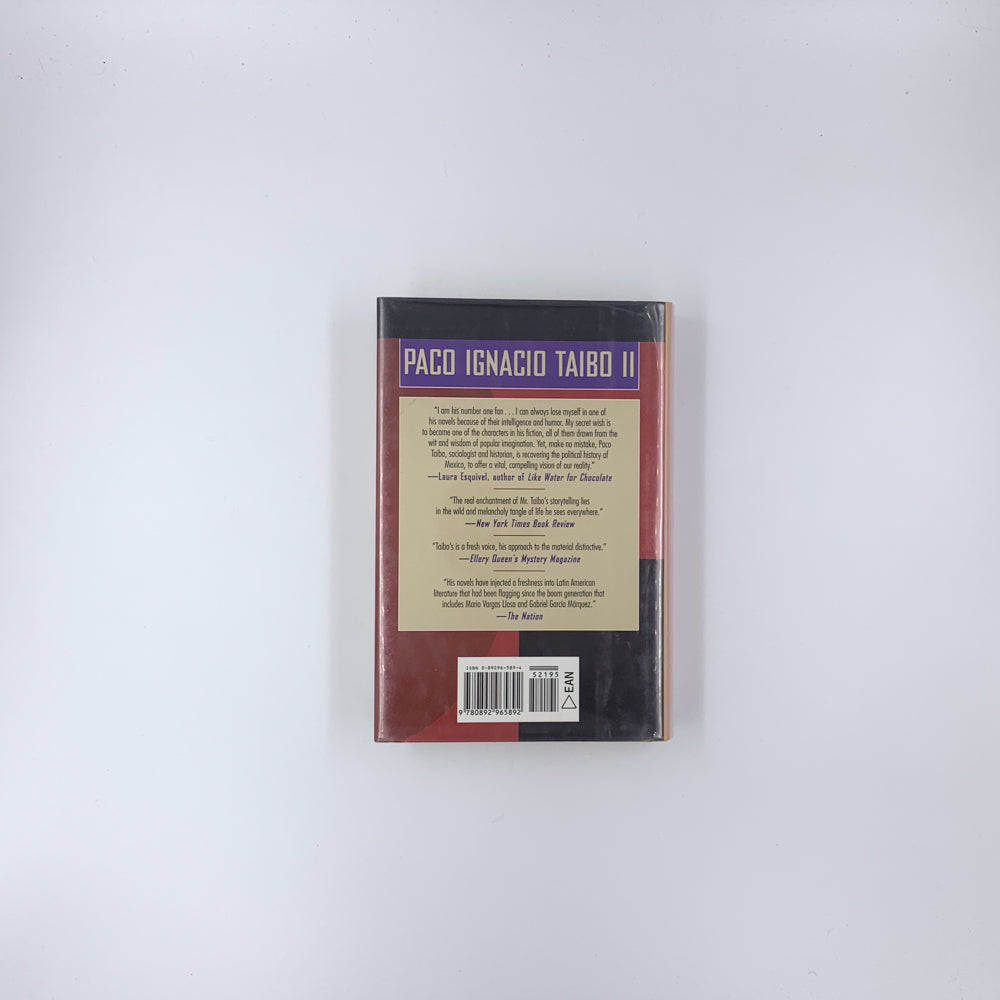 PACO IGNACIO TAIBO II
"I am his number one fan . . . I can always lose myself in one of
his novels because of their intelligence and humor. My secret wish is
to become one of the characters in his fiction, all of them drawn from the
wit and wisdom of popular imagination. Yet, make no mistake, Paco
Taibo, sociologist and historian, is recovering the political history of
Mexico, to offer a vital, compelling vision of our reality."
—Laura Esquivel, author of Like Water for Chocolate
"The real enchantment of Mr. Taibo's storytelling lies
in the wild and melancholy tangle of life he sees everywhere."
—New York Times Book Review
"Taibo's is a fresh voice, his approach to the material distinctive."
—Ellery Queen's Mystery Magazine
"His novels have injected a freshness into Latin American
literature that had been flagging since the boom generation that
includes Mario Vargas Llosa and Gabriel García Márquez."
—The Nation
ISBN 0-89296-589-4
52195
9 780892 965892
EAN